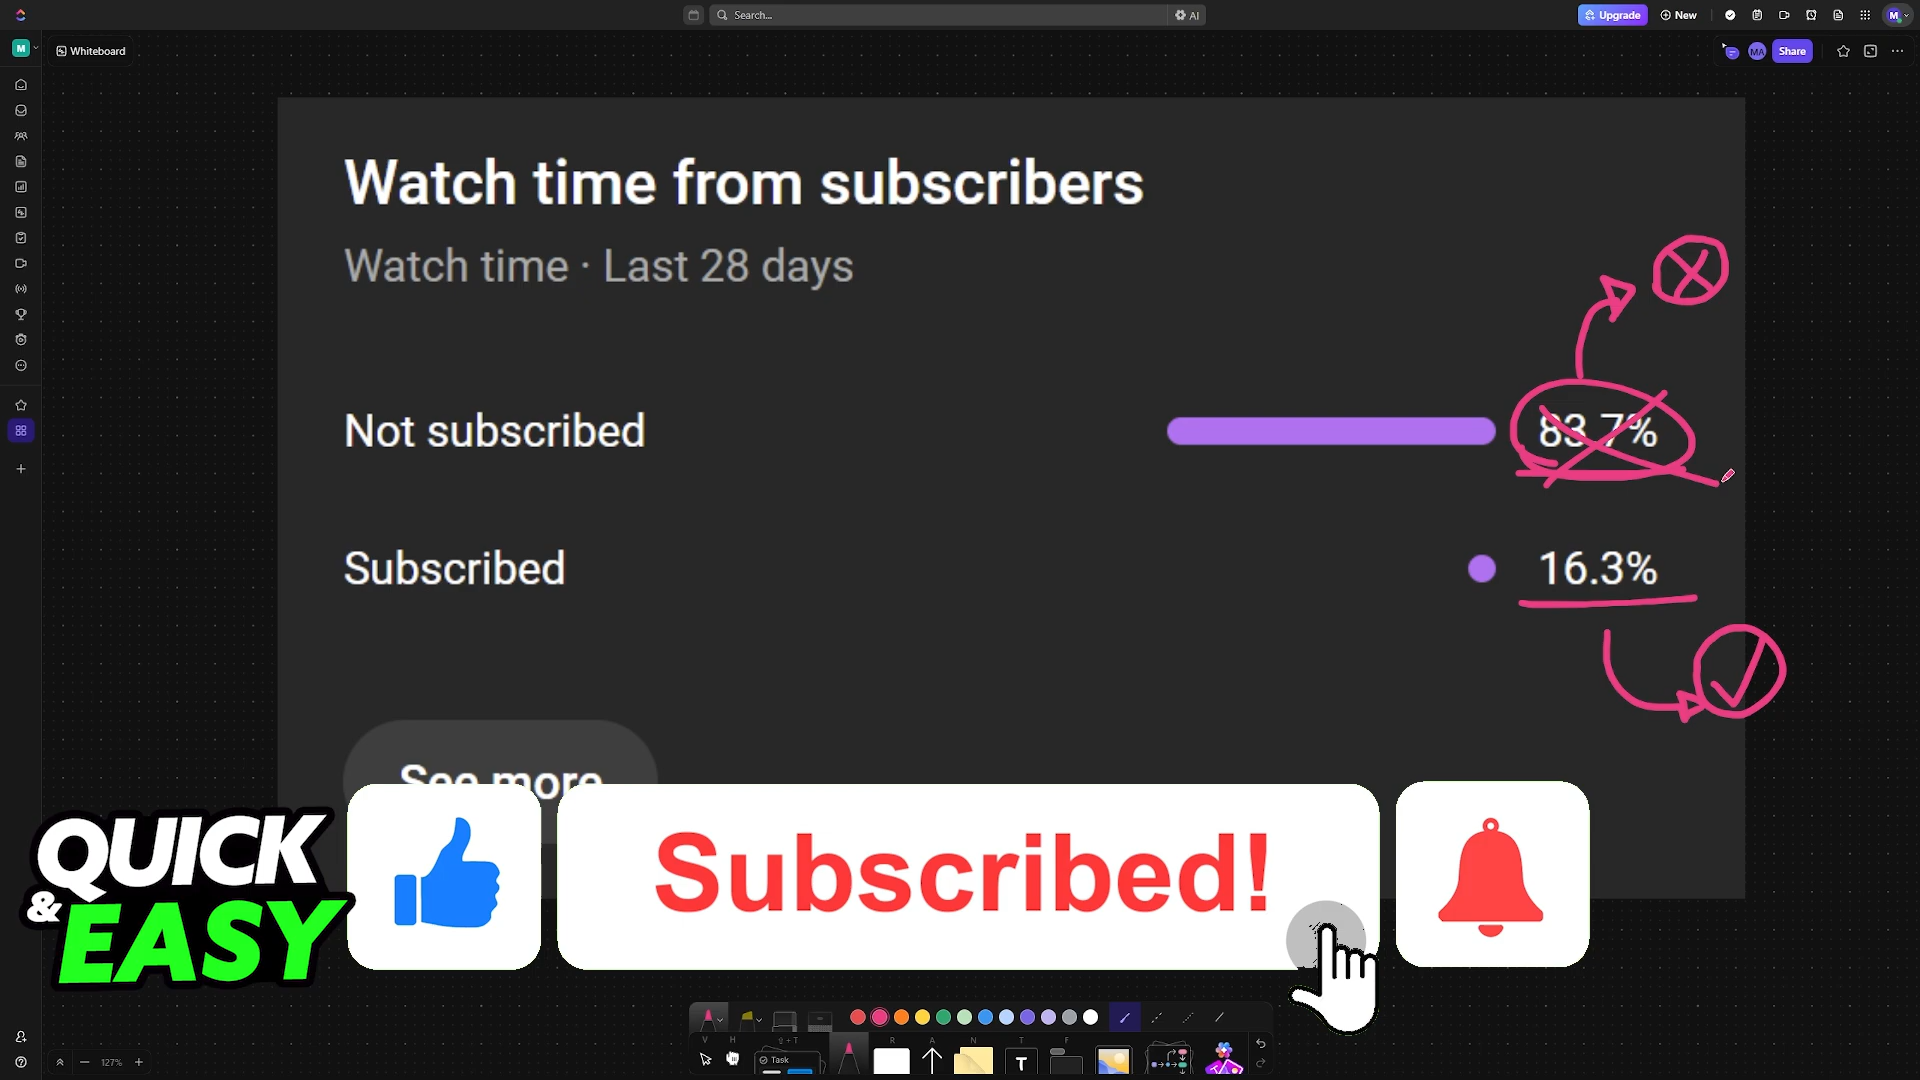 Search...
AI
Upgrade
New
M
M
Whiteboard
MA
Share
Watch time from subscribers
Watch time · Last 28 days
Not subscribed
83.7%
Subscribed
16.3%
See more
QUICK
&EASY
Subscribed!
V
H
⇧+T
R
A
N
T
F
Task
T
127%